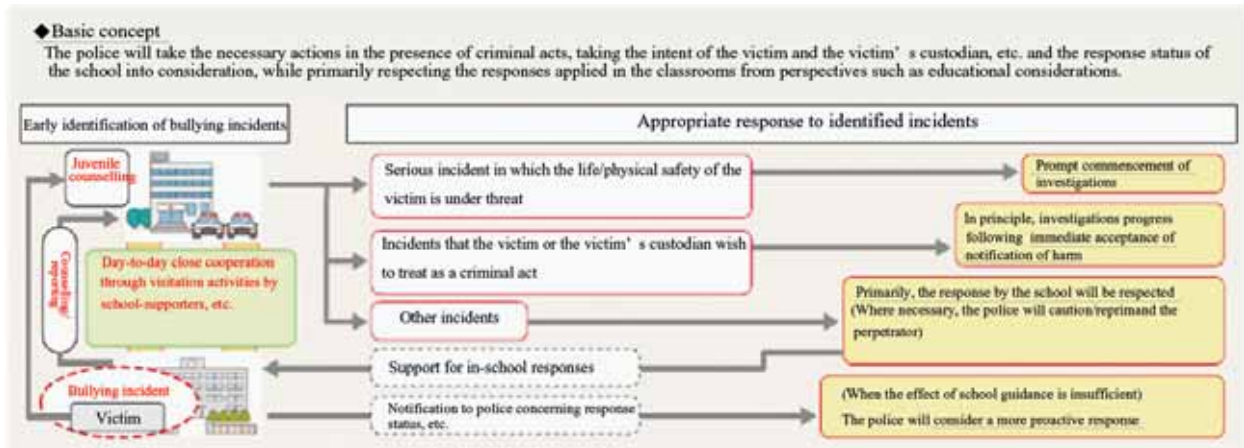 ◆Basic concept
The police will take the necessary actions in the presence of criminal acts, taking the intent of the victim and the victim's custodian, etc. and the response status of
the school into consideration, while primarily respecting the responses applied in the classrooms from perspectives such as educational considerations.
Early identification of bullying incidents
Appropriate response to identified incidents
Juvenile
counselling
Counseling/
reporting
Day-to-day close cooperation
through visitation activities by
school-supporters, etc.
Bullying incident
Victim
Serious incident in which the life/physical safety of the
victim is under threat
Prompt commencement of
investigations
Incidents that the victim or the victim's custodian wish
to treat as a criminal act
In principle, investigations progress
following immediate acceptance of
notification of harm
Other incidents
Primarily, the response by the school will be respected
(Where necessary, the police will caution/reprimand the
perpetrator)
Support for in-school responses
Notification to police concerning response
status, etc.
(When the effect of school guidance is insufficient)
The police will consider a more proactive response